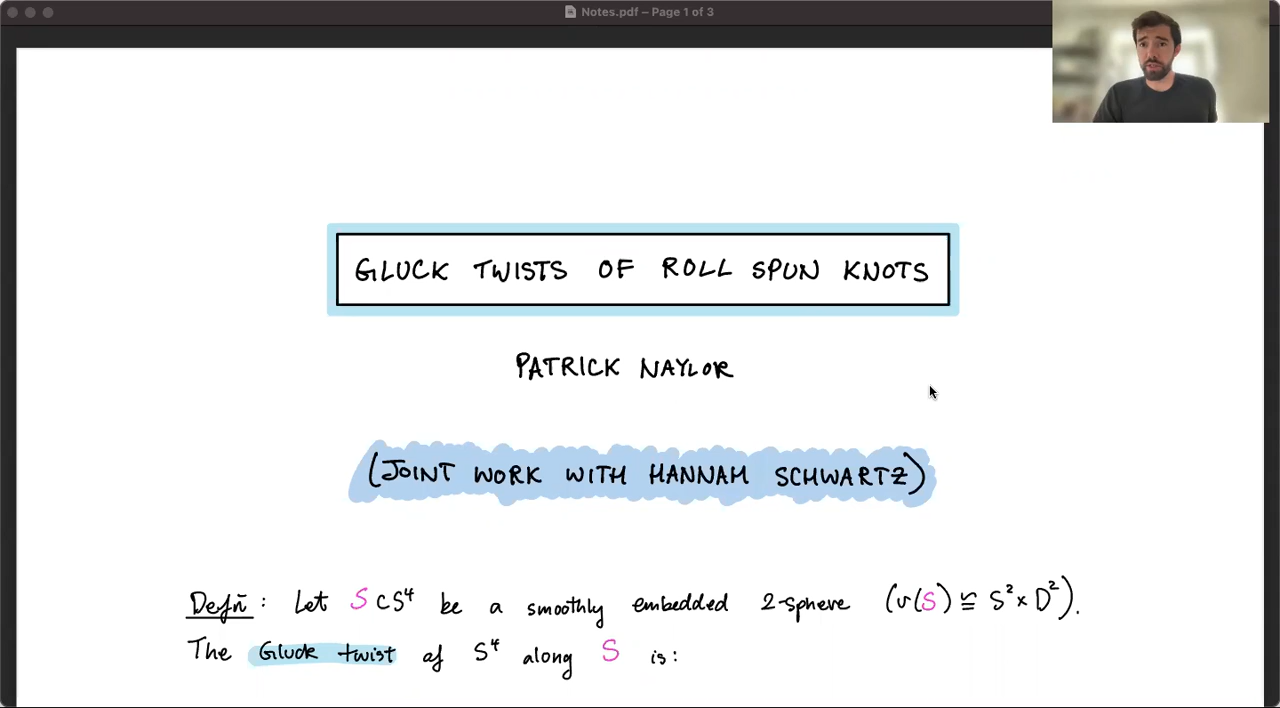 Notes.pdf – Page 1 of 3
GLUCK TWISTS OF ROLL SPUN KNOTS
PATRICK NAYLOR
(JOINT WORK WITH HANNAH SCHWARTZ)
Defn̄: Let S ⊂ S⁴ be a smoothly embedded 2-sphere (ν(S) ≅ S² × D²).
The Gluck twist of S⁴ along S is: